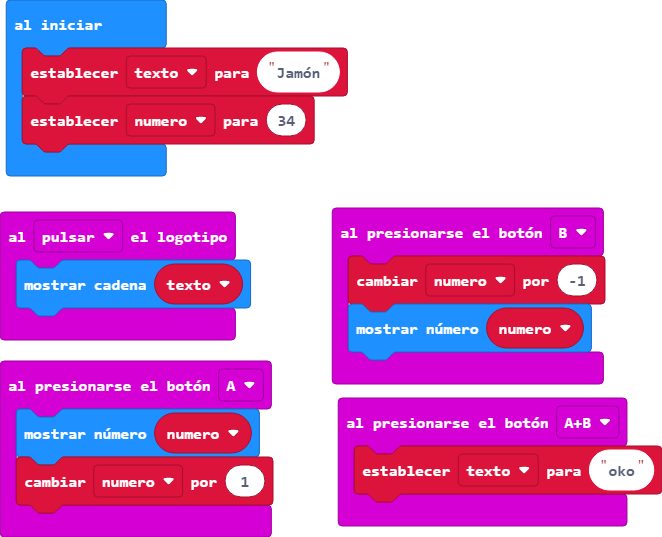 al iniciar
establecer texto para "Jamón"
establecer numero para 34
al pulsar el logotipo
mostrar cadena texto
al presionarse el botón A
mostrar número numero
cambiar numero por 1
al presionarse el botón B
cambiar numero por -1
mostrar número numero
al presionarse el botón A+B
establecer texto para "oko"